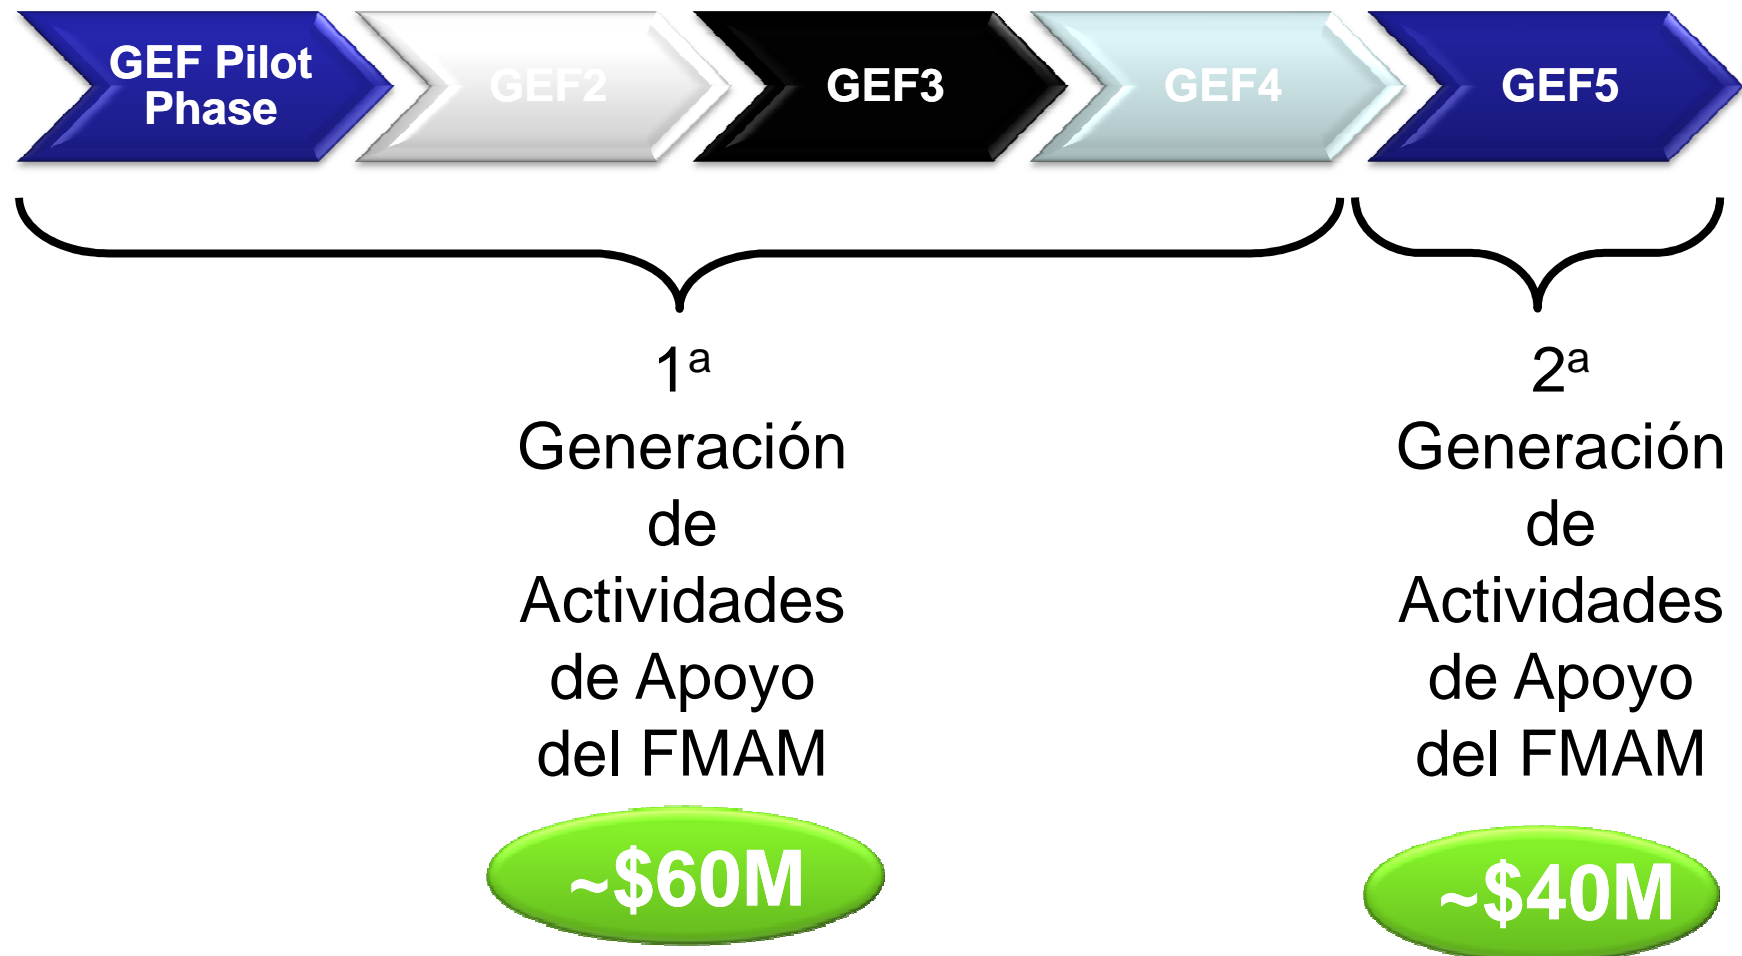 GEF Pilot
Phase
GEF2
GEF3
GEF4
GEF5
1ª
Generación
de
Actividades
de Apoyo
del FMAM
~$60M
2ª
Generación
de
Actividades
de Apoyo
del FMAM
~$40M